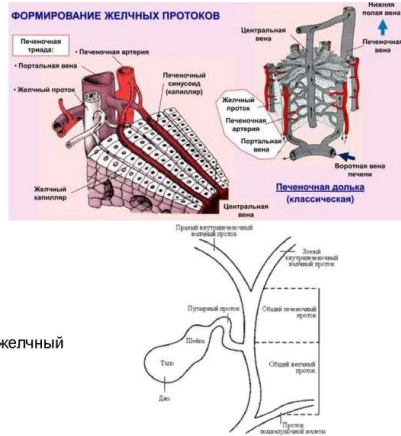 ФОРМИРОВАНИЕ ЖЕЛЧНЫХ ПРОТОКОВ
Печеночная
триада:
• Печеночная артерия
• Портальная вена
• Желчный проток
Печеночный
синусоид
(капилляр)
Желчный
капилляр
Центральная
вена
Центральная
вена
Нижняя
полая вена
Печеночная
вена
Желчный
проток
Печеночная
артерия
Портальная
вена
Воротная вена
печени
Печеночная долька
(классическая)
Правый внутрипеченочный
желчный проток
Левый
внутрипеченочный
желчный проток
Пузырный проток
Общий печеночный
проток
Шейка
Тело
Дно
Общий желчный
проток
Проток
поджелудочной железы
желчный